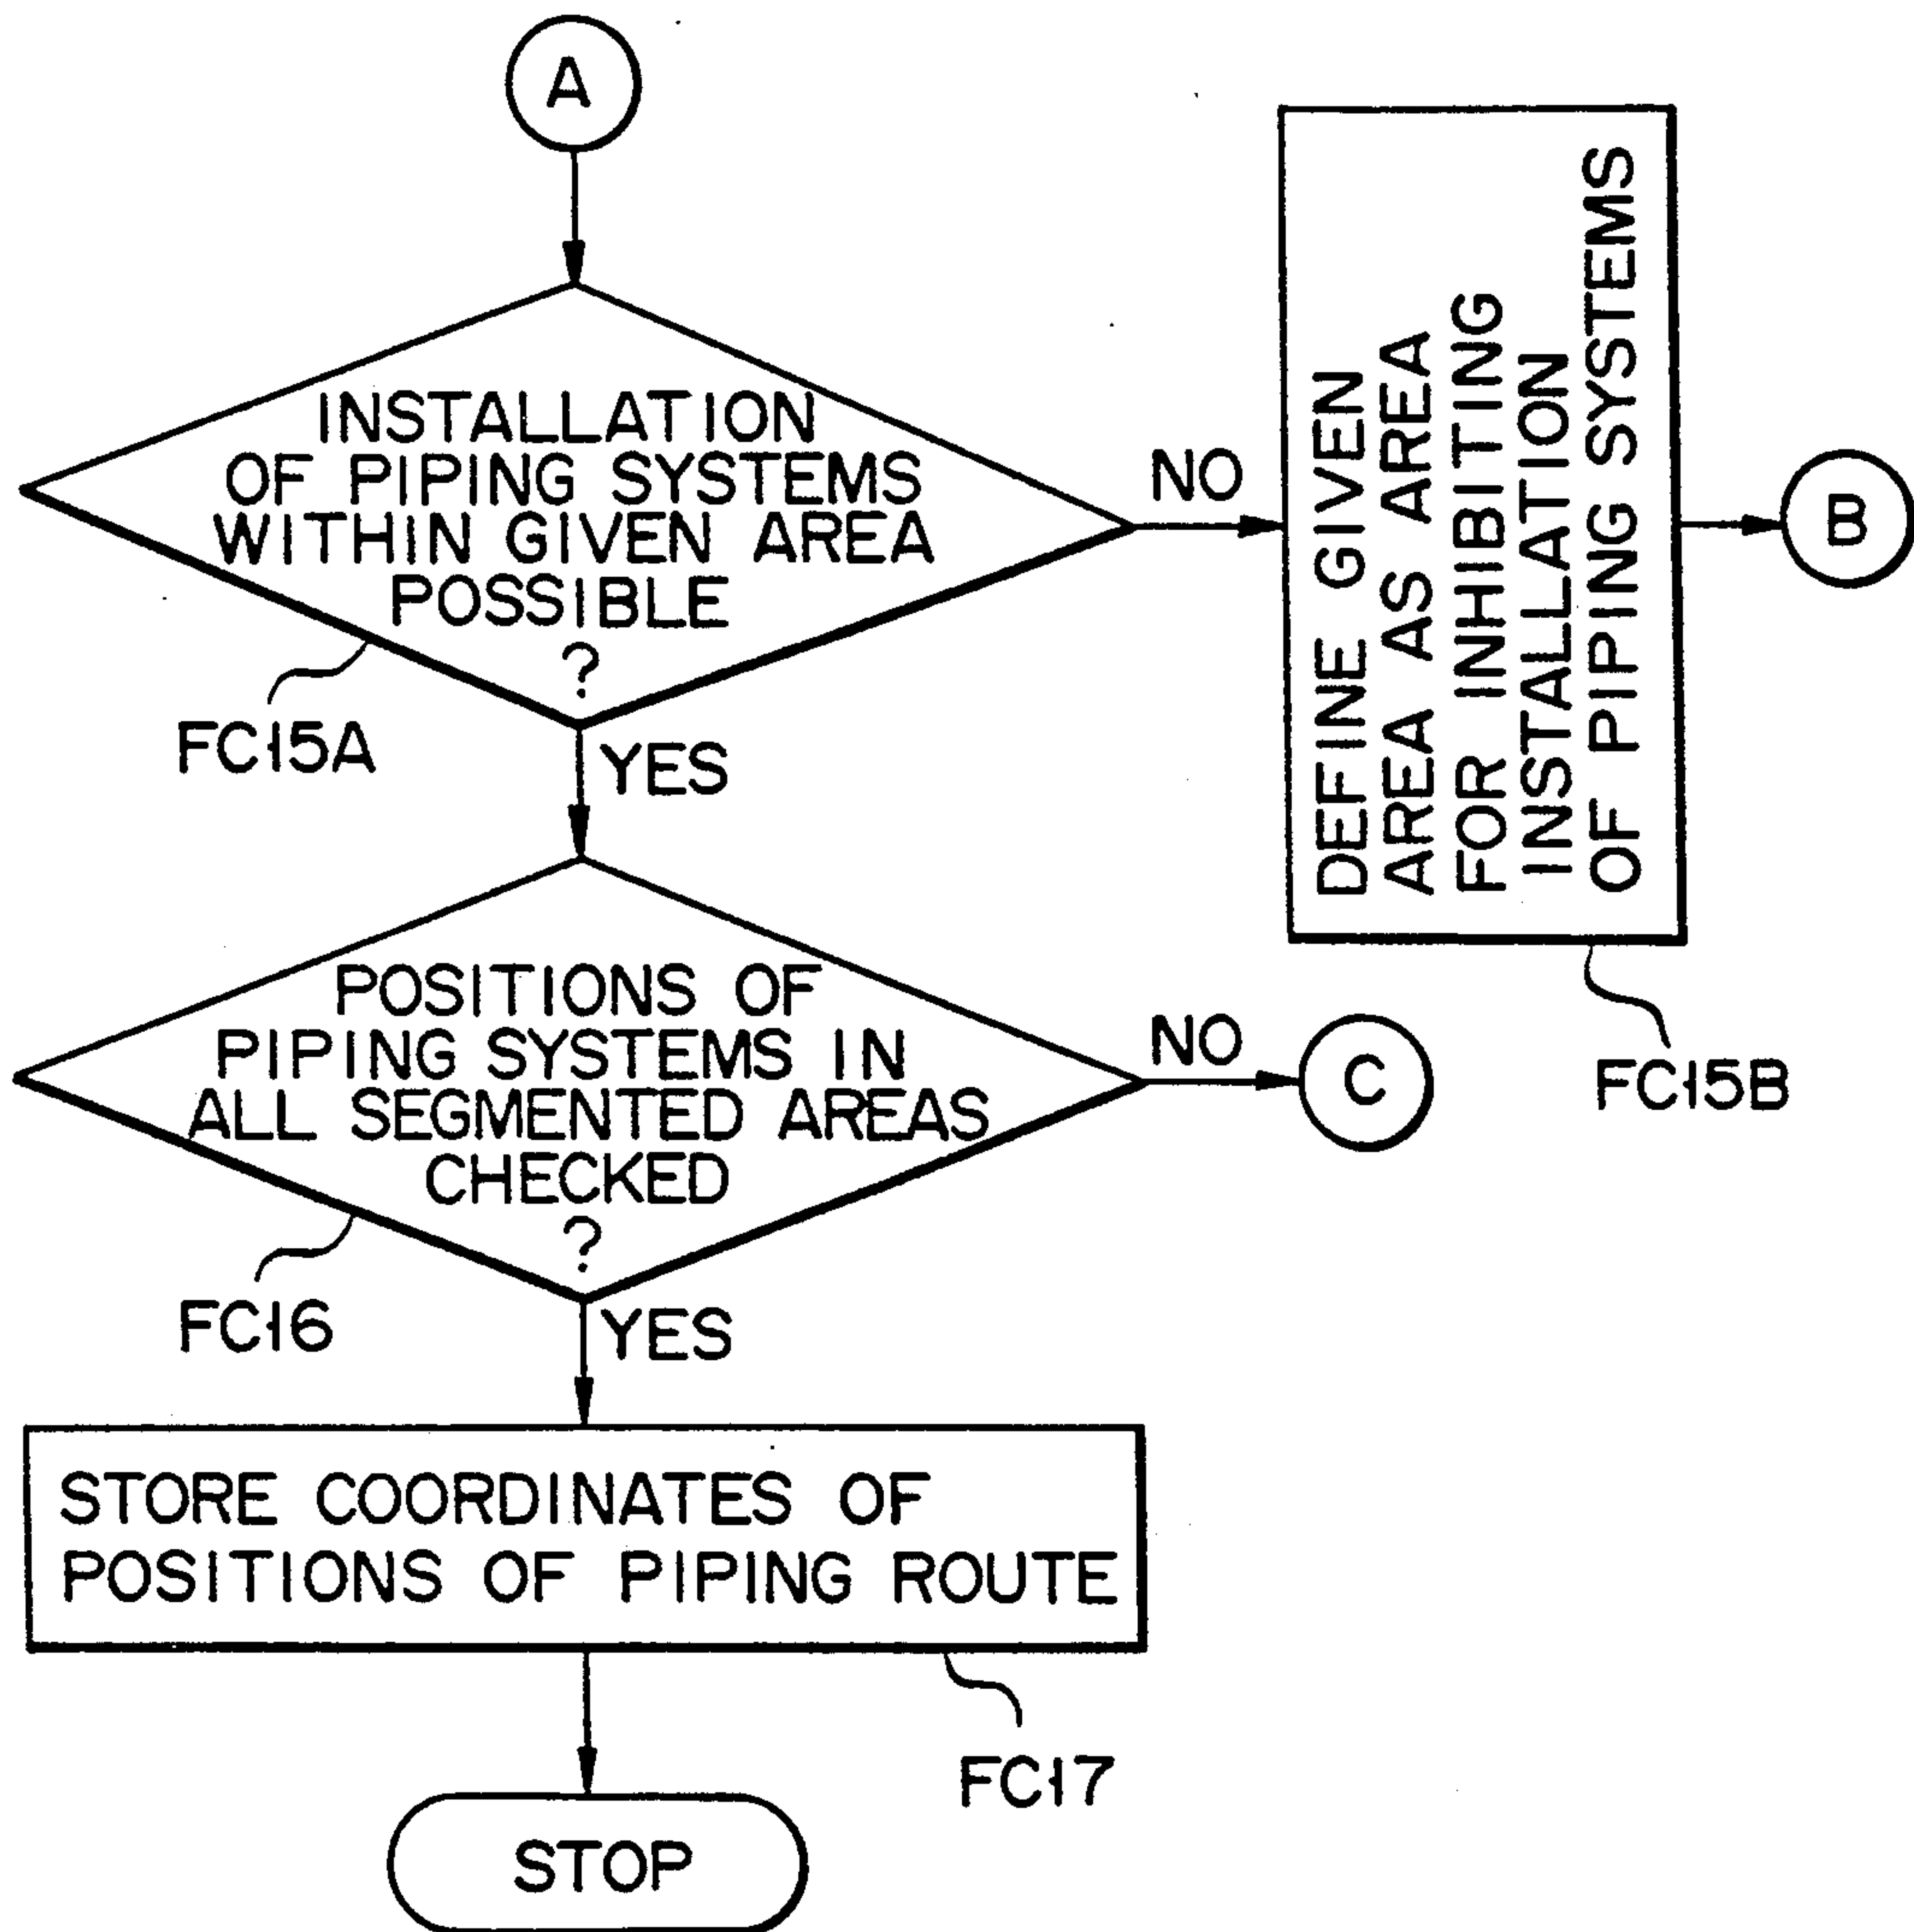 A
INSTALLATION
OF PIPING SYSTEMS
WITHIN GIVEN AREA
POSSIBLE
?
NO
DEFINE GIVEN
AREA AS AREA
FOR INHIBITING
INSTALLATION
OF PIPING SYSTEMS
B
FC15A
YES
FC15B
POSITIONS OF
PIPING SYSTEMS IN
ALL SEGMENTED AREAS
CHECKED
?
NO
C
FC16
YES
STORE COORDINATES OF
POSITIONS OF PIPING ROUTE
FC17
STOP